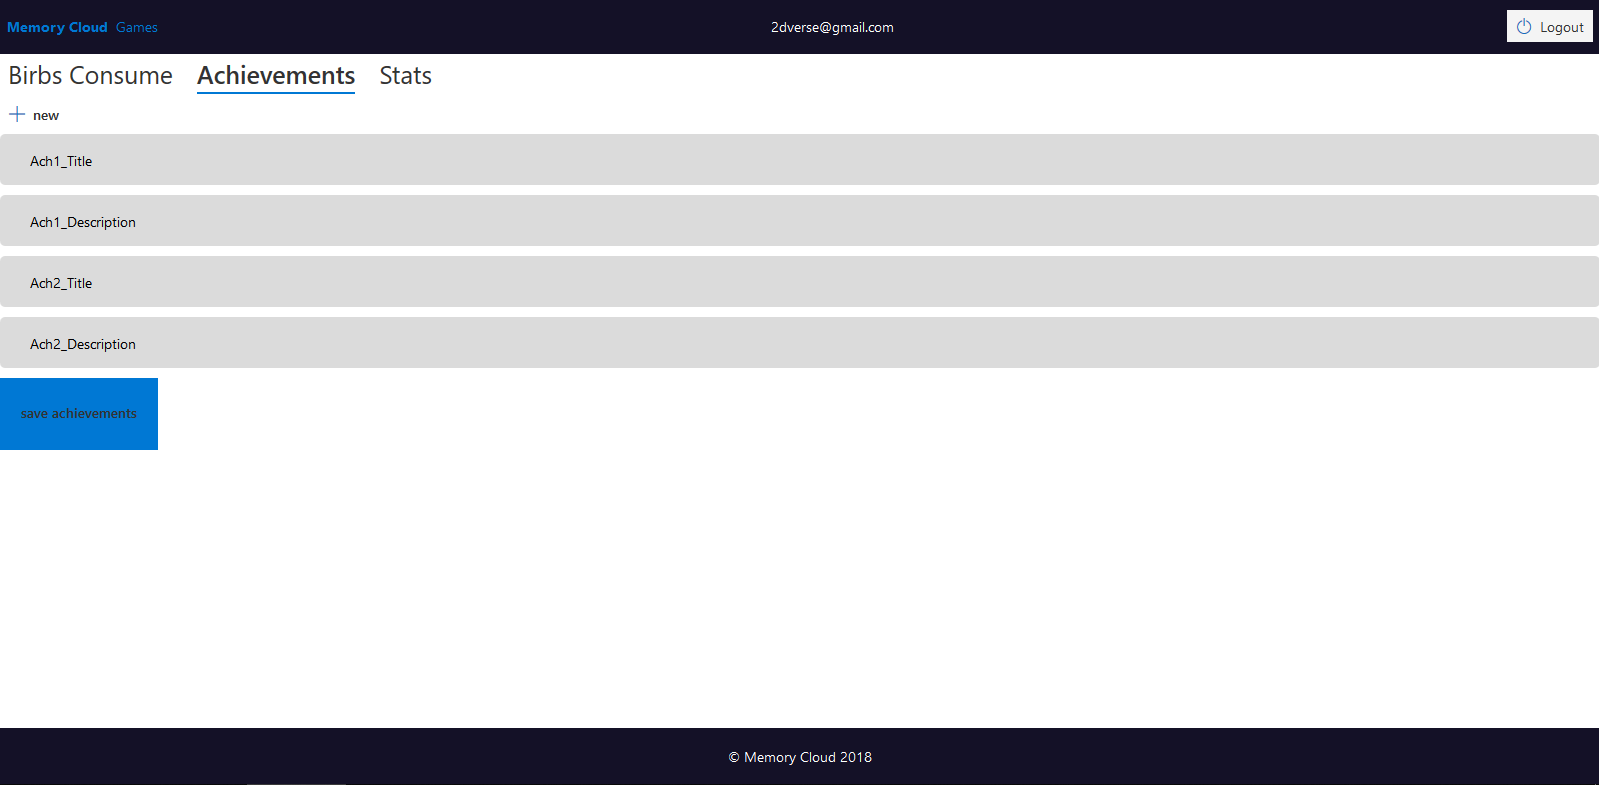 Memory Cloud Games
2dverse@gmail.com
Logout
Birbs Consume Achievements Stats
new
Ach1_Title
Ach1_Description
Ach2_Title
Ach2_Description
save achievements
© Memory Cloud 2018